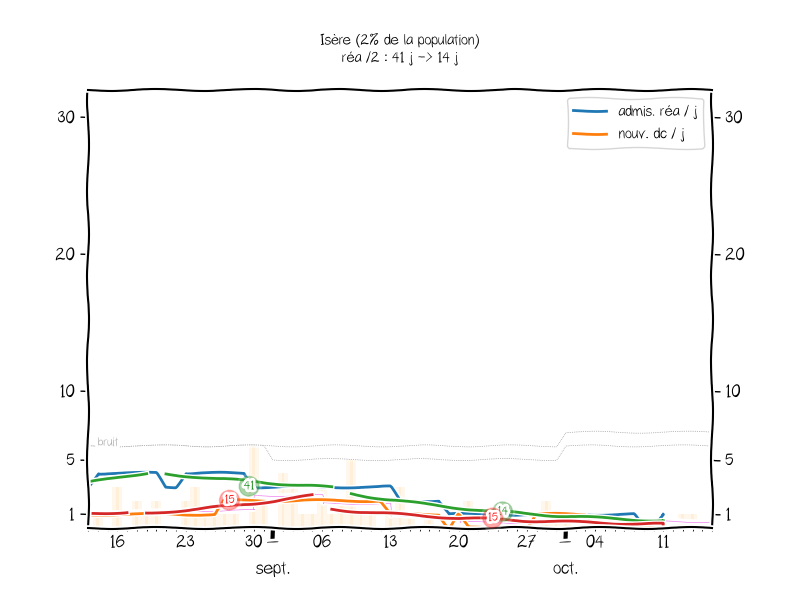 Isère (2% de la population)
réa /2 : 41 j -> 14 j
admis. réa / j
nouv. dc / j
30
30
20
20
10
10
bruit
5
5
41
15
14
15
1
1
16 23 30 06 13 20 27 04 11
sept. oct.